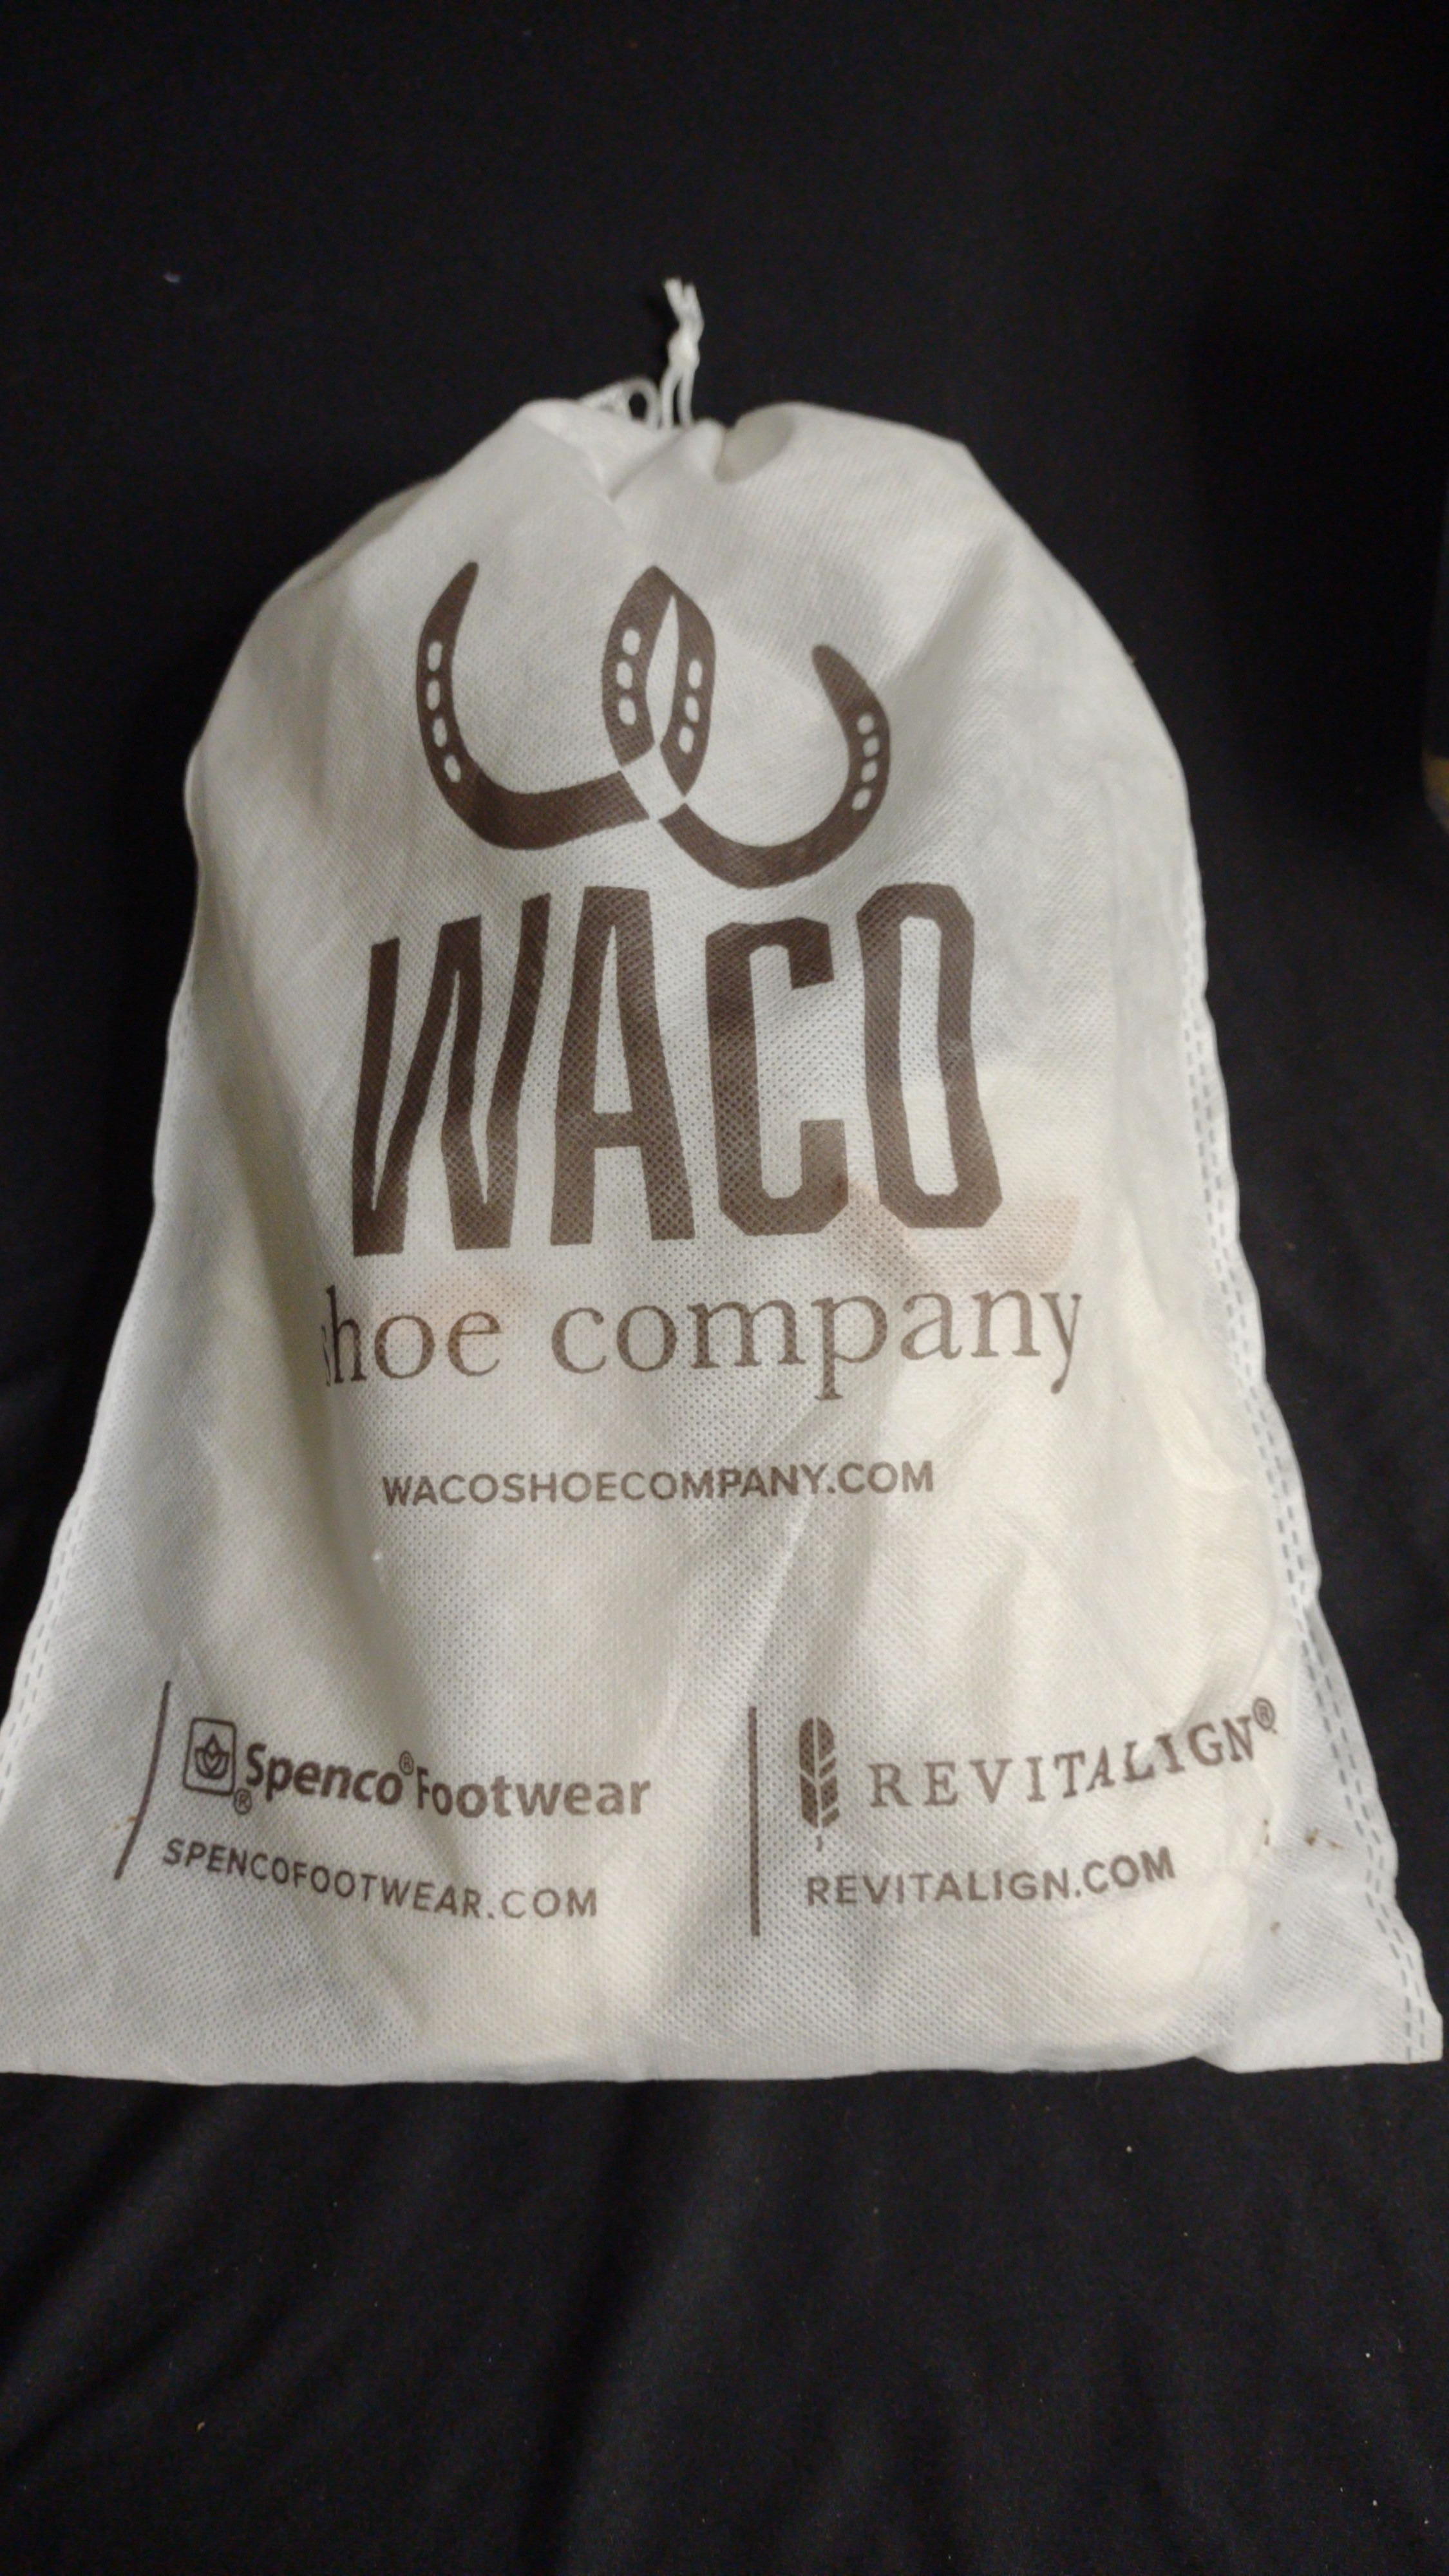 WACO
shoe company
WACOSHOECOMPANY.COM
Spenco® Footwear
®
SPENCOFOOTWEAR.COM
REVITALIGN®
REVITALIGN.COM